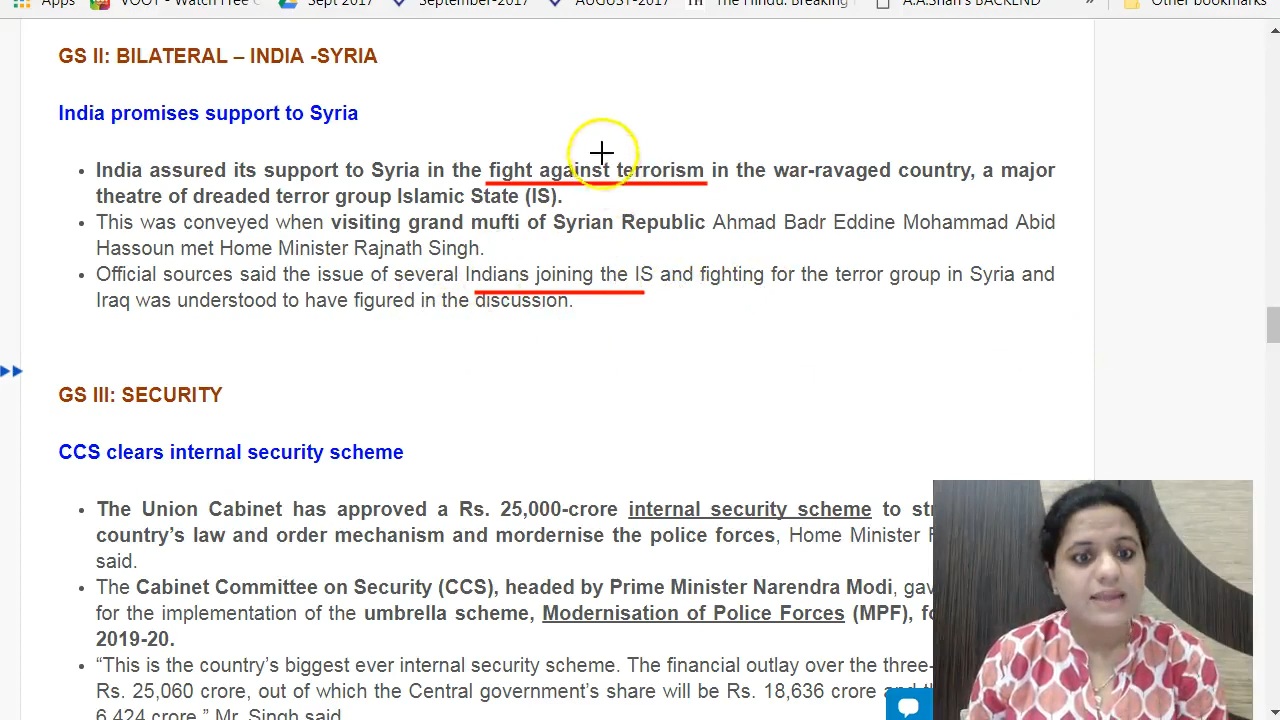 Apps VOOT - Watch Free Sept 2017 September-2017 AUGUST-2017 TH The Hindu: Breaking A.A.Shah's BACKEND » Other bookmarks
GS II: BILATERAL – INDIA -SYRIA
India promises support to Syria
• India assured its support to Syria in the fight against terrorism in the war-ravaged country, a major
theatre of dreaded terror group Islamic State (IS).
• This was conveyed when visiting grand mufti of Syrian Republic Ahmad Badr Eddine Mohammad Abid
Hassoun met Home Minister Rajnath Singh.
• Official sources said the issue of several Indians joining the IS and fighting for the terror group in Syria and
Iraq was understood to have figured in the discussion.
GS III: SECURITY
CCS clears internal security scheme
• The Union Cabinet has approved a Rs. 25,000-crore internal security scheme to
country's law and order mechanism and mordernise the police forces, Home Minister
said.
• The Cabinet Committee on Security (CCS), headed by Prime Minister Narendra Modi,
for the implementation of the umbrella scheme, Modernisation of Police Forces (MPF),
2019-20.
• “This is the country's biggest ever internal security scheme. The financial outlay over the
Rs. 25,060 crore, out of which the Central government's share will be Rs. 18,636 crore
6,424 crore,” Mr. Singh said